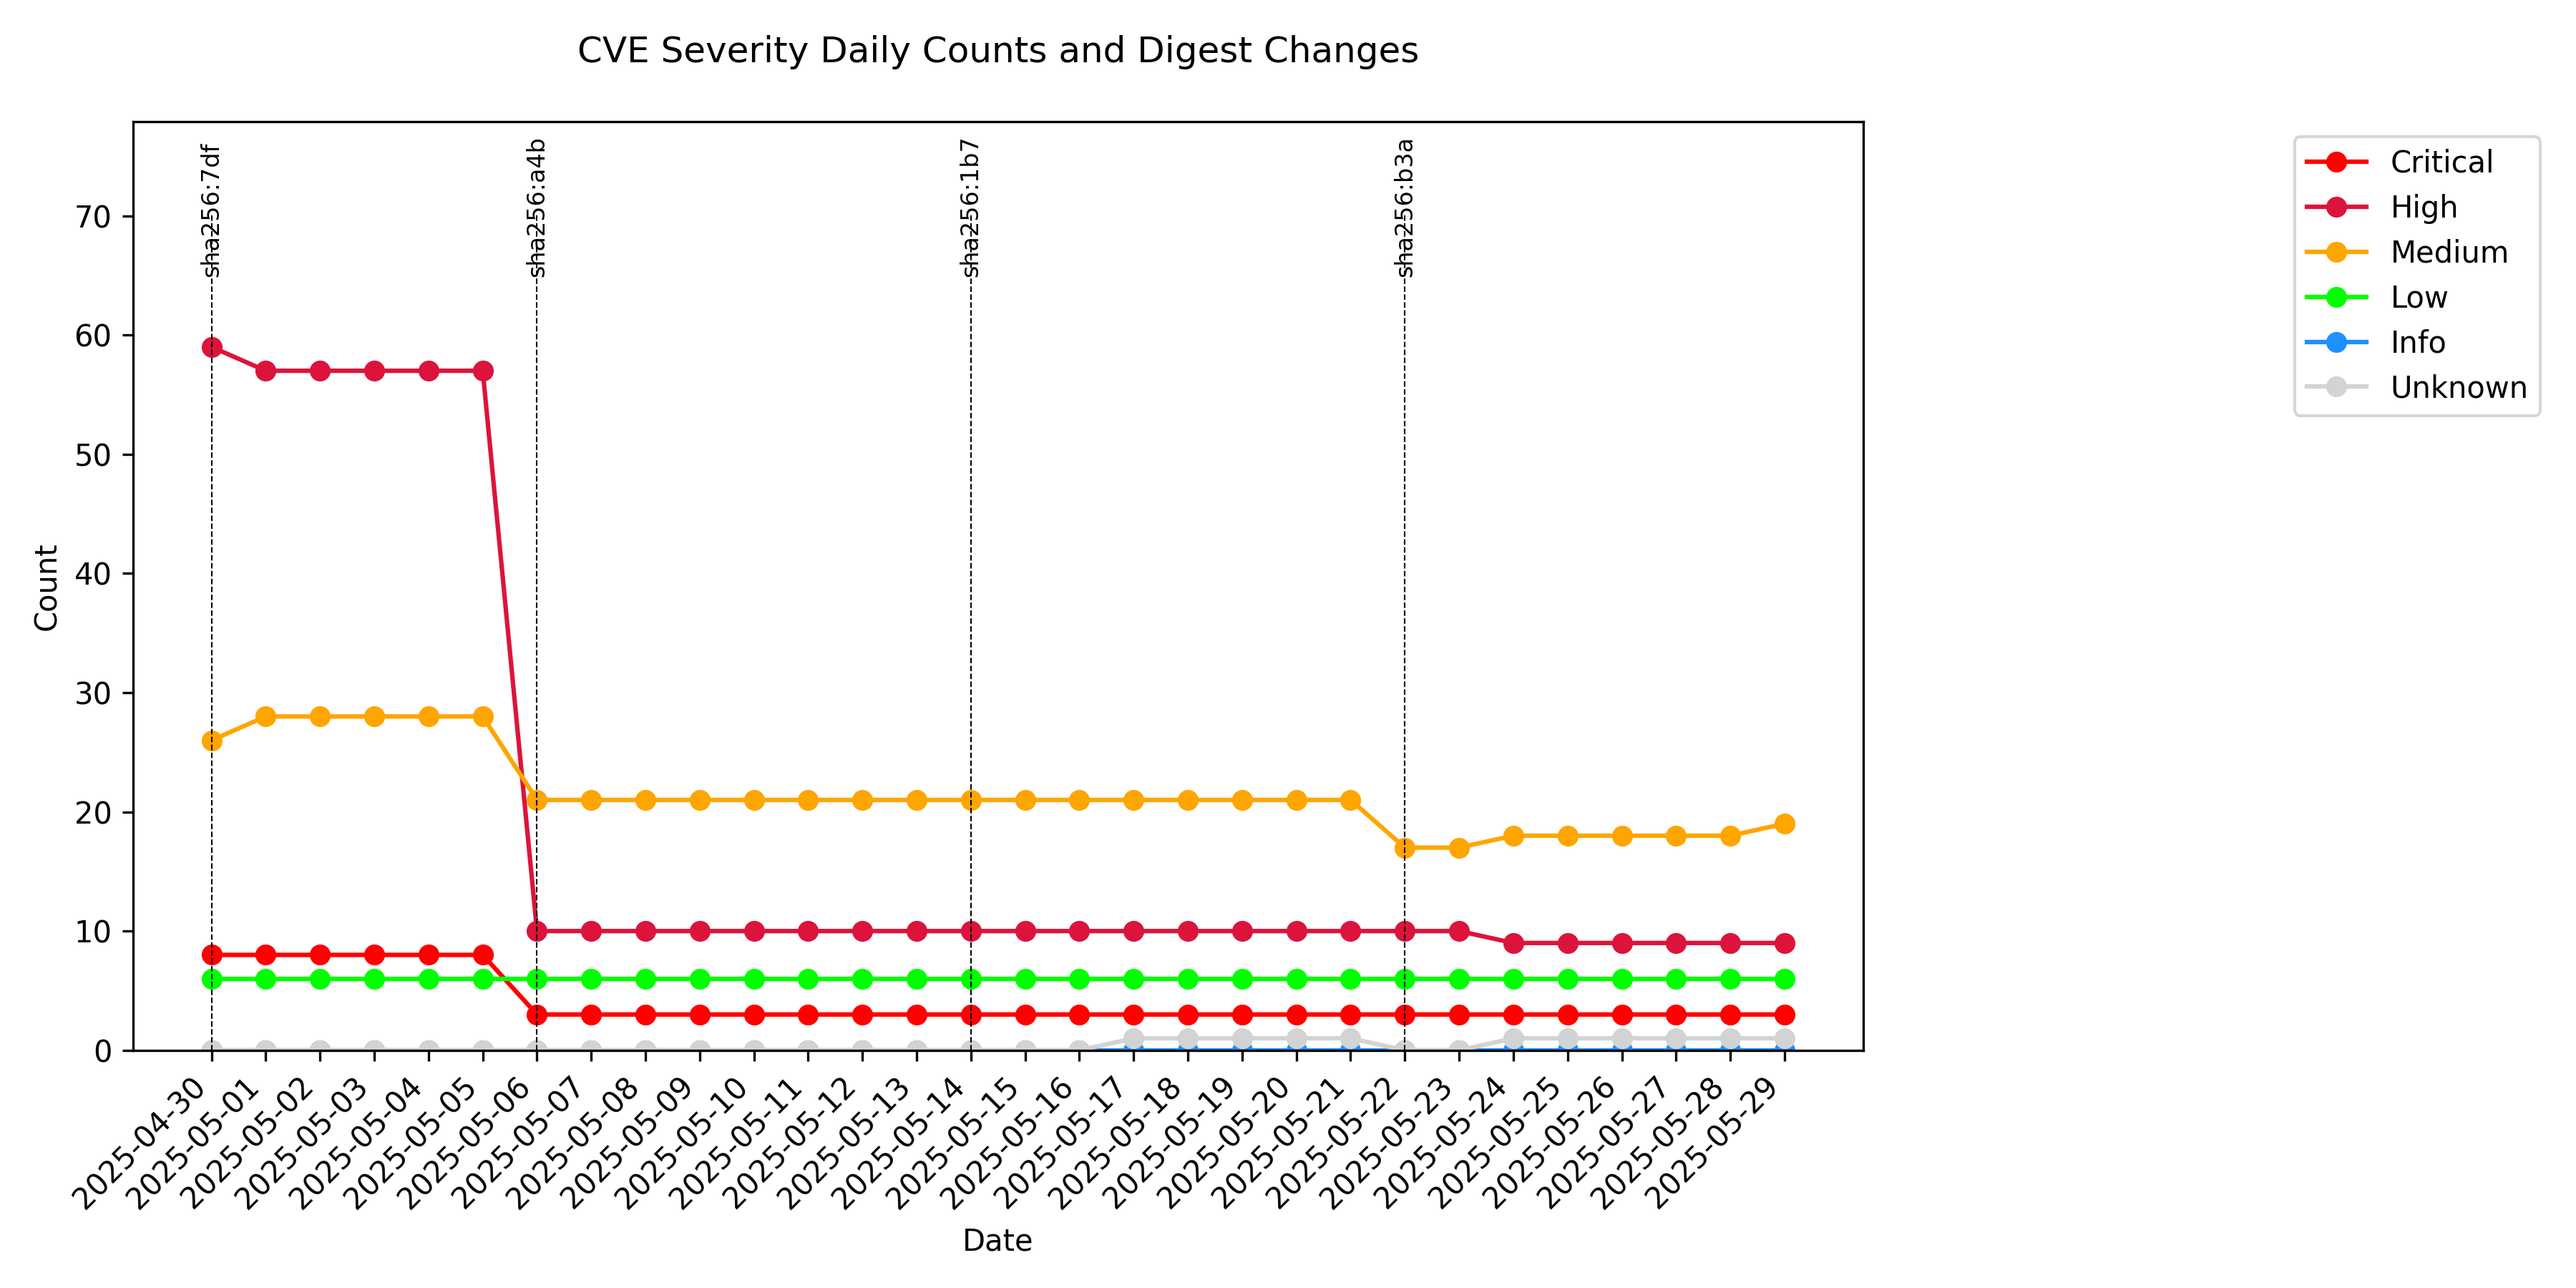 CVE Severity Daily Counts and Digest Changes
sha256:7df
sha256:a4b
sha256:1b7
sha256:b3a
Critical
High
Medium
Low
Info
Unknown
70
60
50
40
30
20
10
0
Count
2025-04-30
2025-05-01
2025-05-02
2025-05-03
2025-05-04
2025-05-05
2025-05-06
2025-05-07
2025-05-08
2025-05-09
2025-05-10
2025-05-11
2025-05-12
2025-05-13
2025-05-14
2025-05-15
2025-05-16
2025-05-17
2025-05-18
2025-05-19
2025-05-20
2025-05-21
2025-05-22
2025-05-23
2025-05-24
2025-05-25
2025-05-26
2025-05-27
2025-05-28
2025-05-29
Date